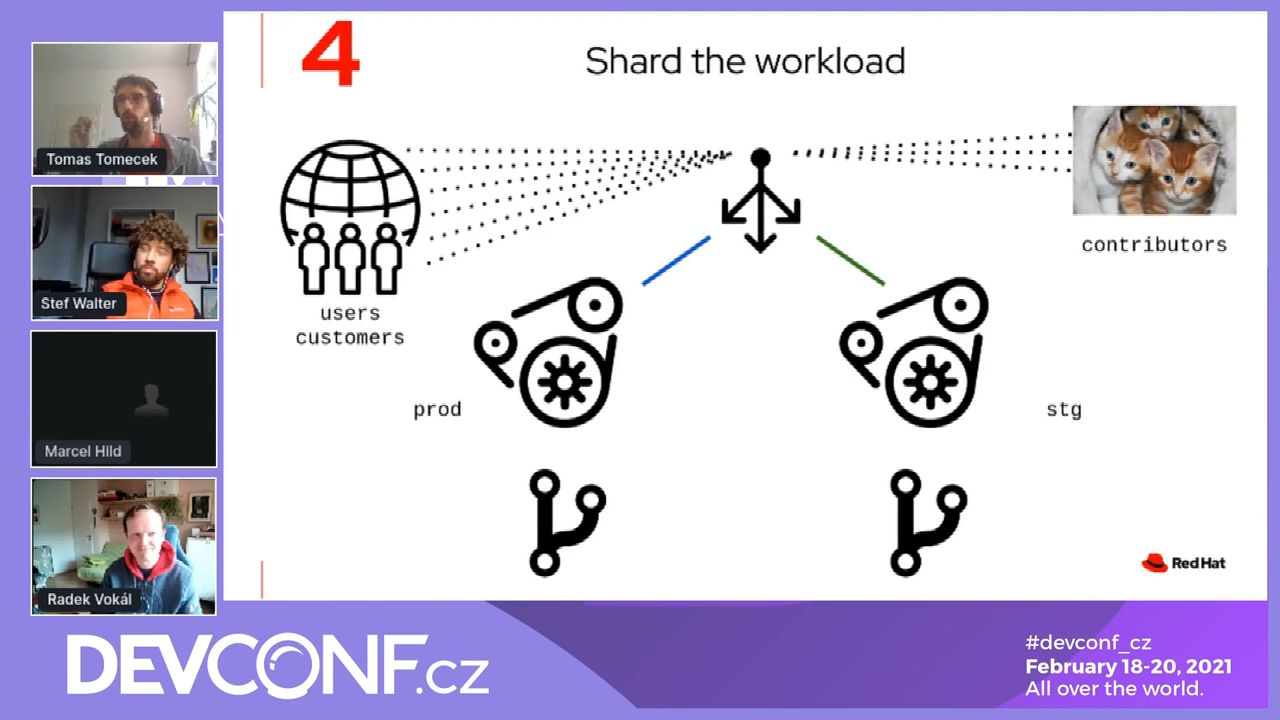 Tomas Tomecek
Stef Walter
Marcel Hild
Radek Vokál
4
Shard the workload
users
customers
contributors
prod
stg
Red Hat
DEVCONF.cz
#devconf_cz
February 18-20, 2021
All over the world.